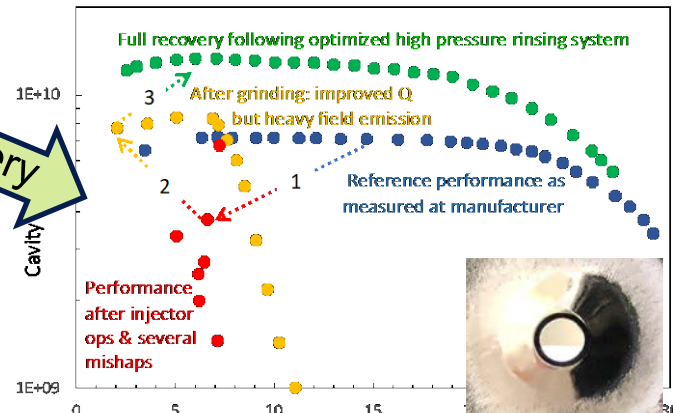 Full recovery following optimized high pressure rinsing system
1E+10
3
After grinding: improved Q
but heavy field emission
ery
2
1
Reference performance as
measured at manufacturer
Cavity
Performance
after injector
ops & several
mishaps
1E+09
0
5
10
15